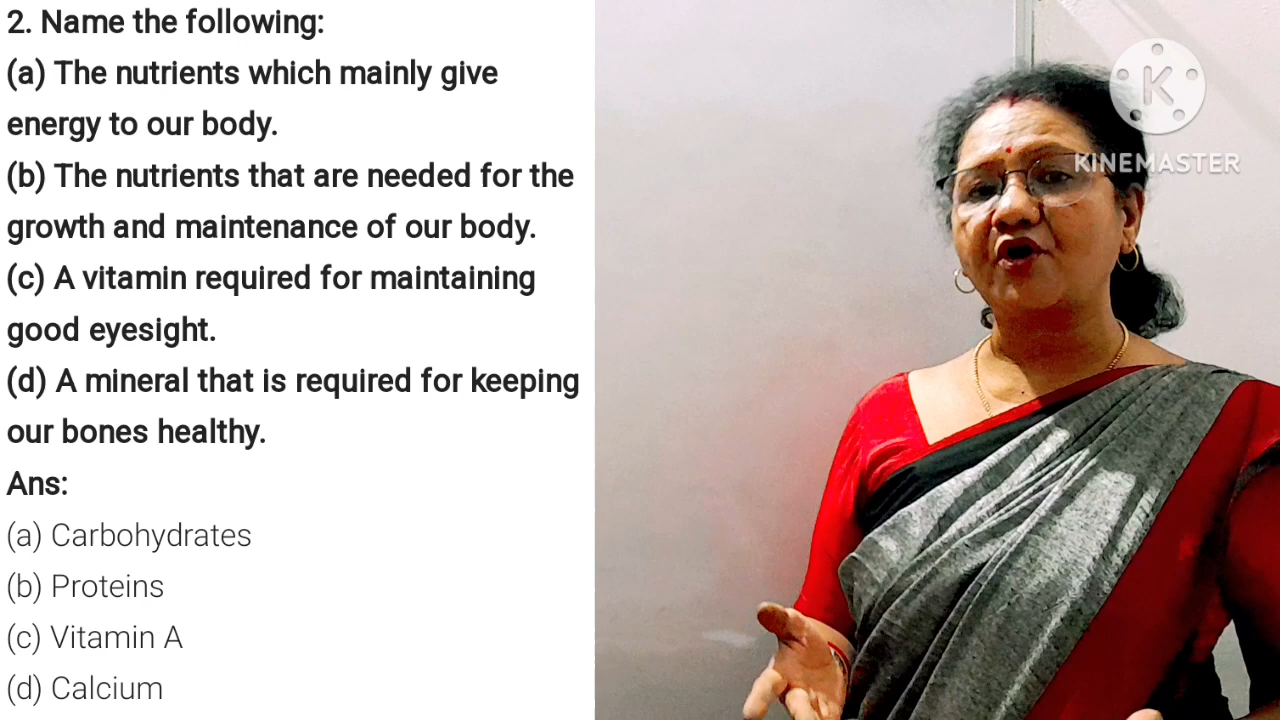 2. Name the following:
(a) The nutrients which mainly give
energy to our body.
(b) The nutrients that are needed for the
growth and maintenance of our body.
(c) A vitamin required for maintaining
good eyesight.
(d) A mineral that is required for keeping
our bones healthy.
Ans:
(a) Carbohydrates
(b) Proteins
(c) Vitamin A
(d) Calcium
K
KINEMASTER